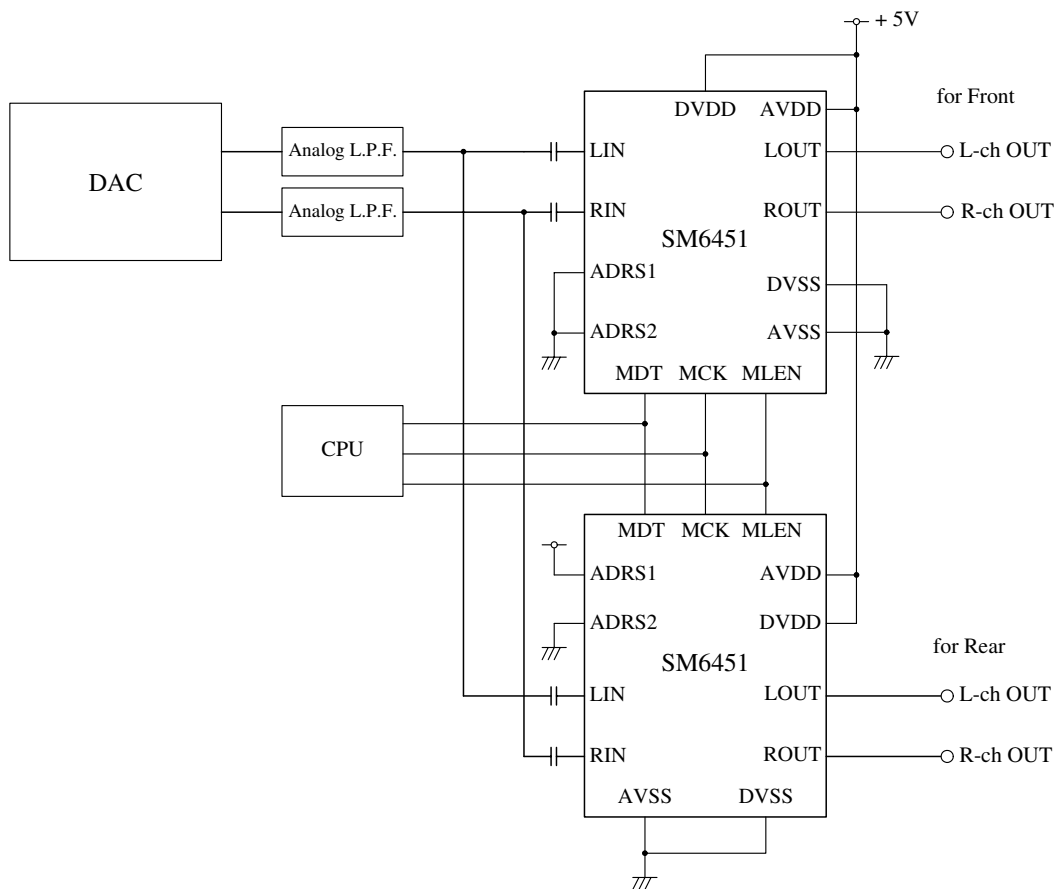 + 5V
for Front
DVDD
AVDD
DAC
Analog L.P.F.
LIN
LOUT
L-ch OUT
Analog L.P.F.
RIN
ROUT
R-ch OUT
SM6451
ADRS1
DVSS
ADRS2
AVSS
MDT
MCK
MLEN
CPU
MDT
MCK
MLEN
ADRS1
AVDD
ADRS2
DVDD
for Rear
SM6451
LIN
LOUT
L-ch OUT
RIN
ROUT
R-ch OUT
AVSS
DVSS